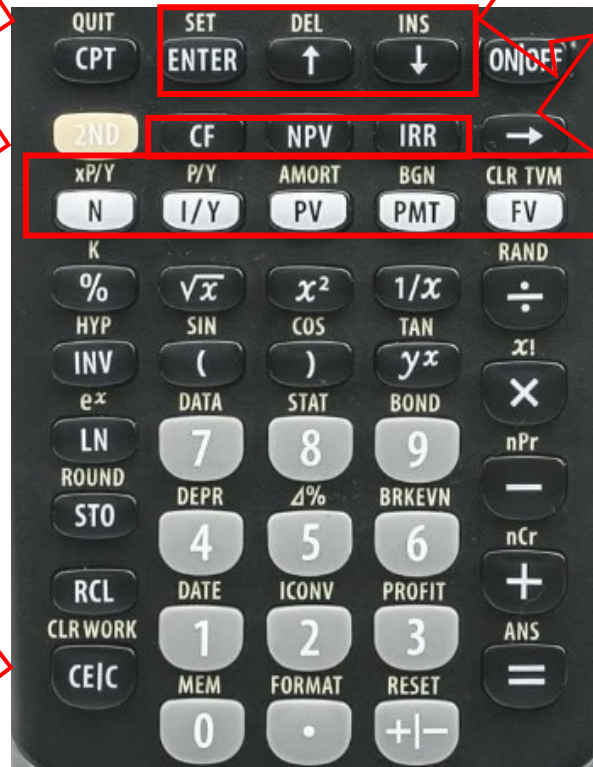 QUIT SET DEL INS
CPT ENTER ↑ ↓ ON|OFF
2ND CF NPV IRR →
xP/Y P/Y AMORT BGN CLR TVM
N I/Y PV PMT FV
K RAND
% √x x² 1/x ÷
HYP SIN COS TAN x!
INV ( ) yˣ ×
eˣ DATA STAT BOND
LN 7 8 9 nPr
ROUND DEPR Δ% BRKEVN −
STO 4 5 6 nCr
RCL DATE ICONV PROFIT +
CLR WORK 1 2 3 ANS
CE|C MEM FORMAT RESET =
0 . +|−